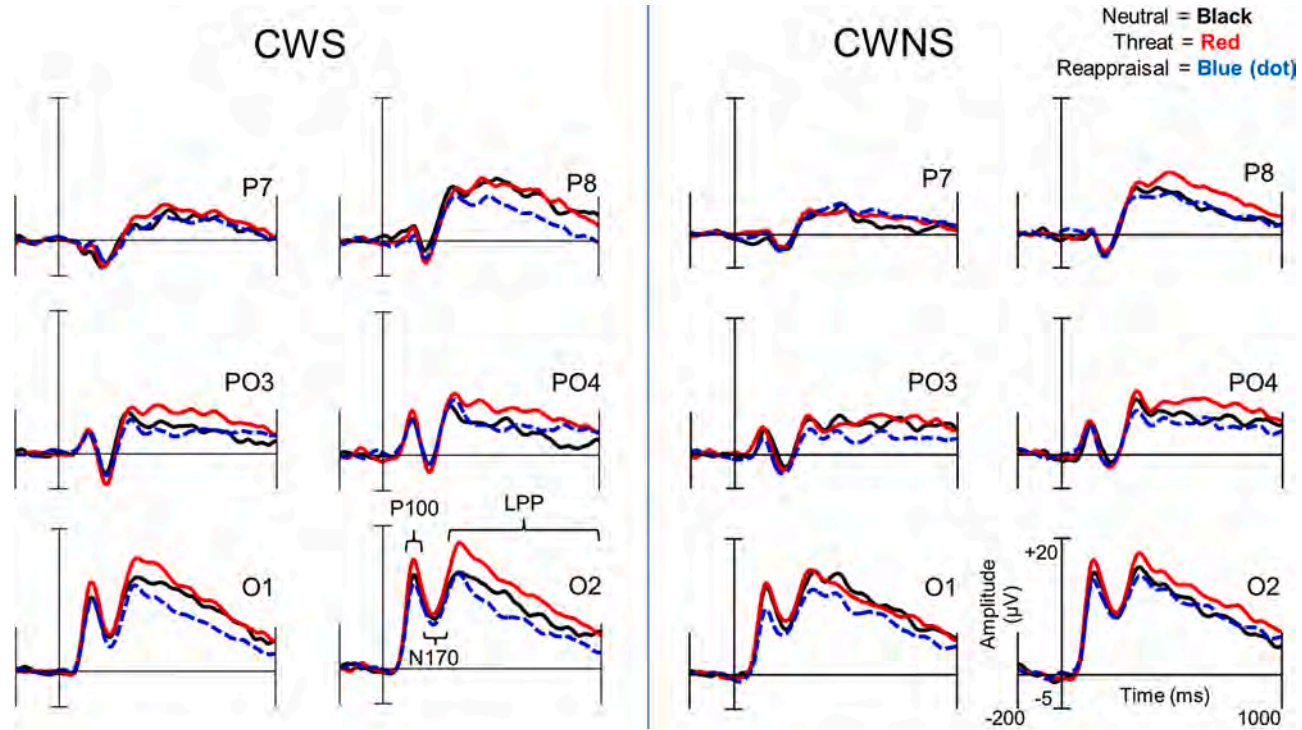 CWS
CWNS
Neutral = Black
Threat = Red
Reappraisal = Blue (dot)
P7
P8
P7
P8
PO3
PO4
PO3
PO4
P100
LPP
O1
O2
N170
O1
O2
+20
Amplitude
(µV)
-5
Time (ms)
-200
1000